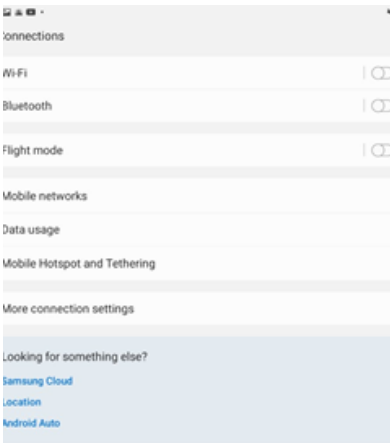 Connections
Wi-Fi
Bluetooth
Flight mode
Mobile networks
Data usage
Mobile Hotspot and Tethering
More connection settings
Looking for something else?
Samsung Cloud
Location
Android Auto